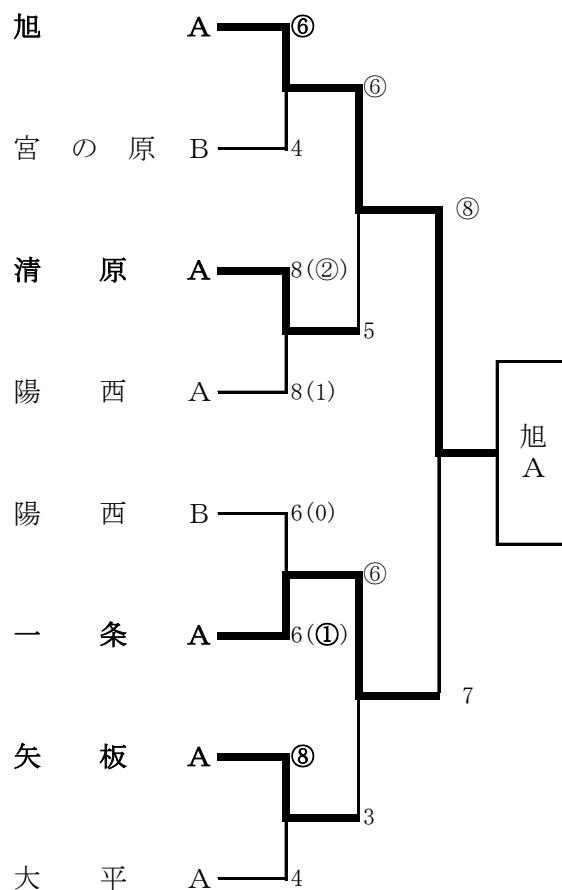 旭 A ⑥
⑥
宮の原 B 4
⑧
清原 A 8(②)
5
陽西 A 8(1)
旭
A
陽西 B 6(0)
⑥
一条 A 6(①)
7
矢板 A ⑧
3
大平 A 4